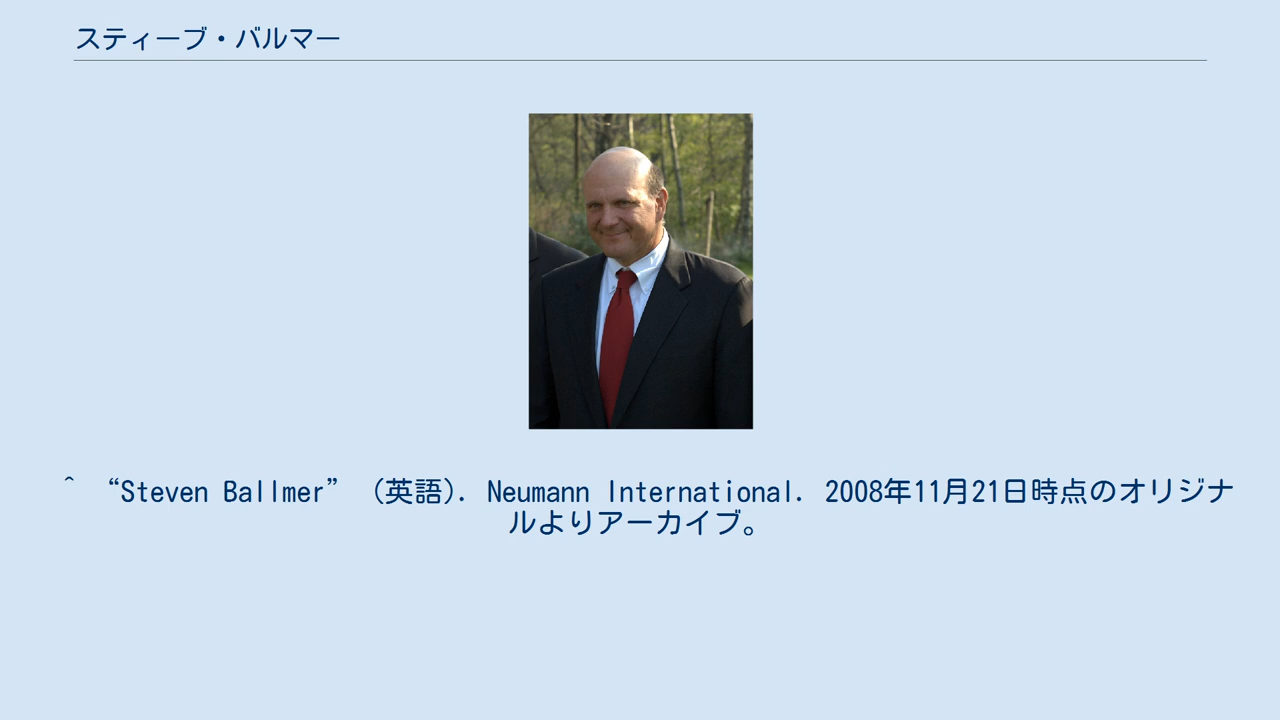 スティーブ・バルマー
^ “Steven Ballmer” (英語). Neumann International. 2008年11月21日時点のオリジナ
ルよりアーカイブ。